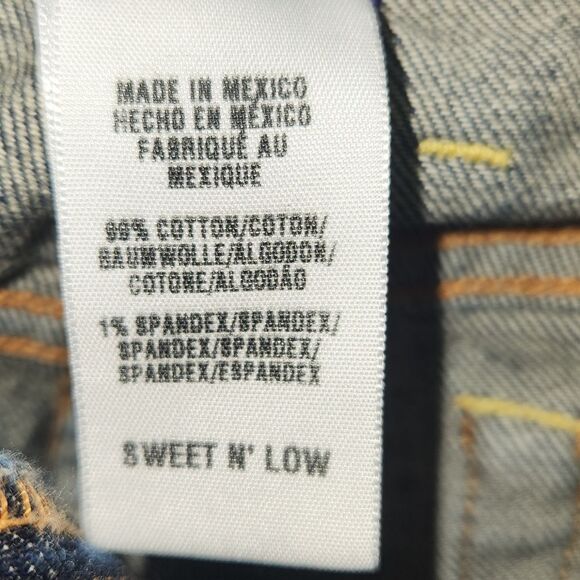 MADE IN MEXICO
HECHO EN MÉXICO
FABRIQUÉ AU
MEXIQUE
99% COTTON/COTON/
BAUMWOLLE/ALGODON/
COTONE/ALGODÃO
1% SPANDEX/SPANDEX/
SPANDEX/SPANDEX/
SPANDEX/ESPANDEX
SWEET N' LOW